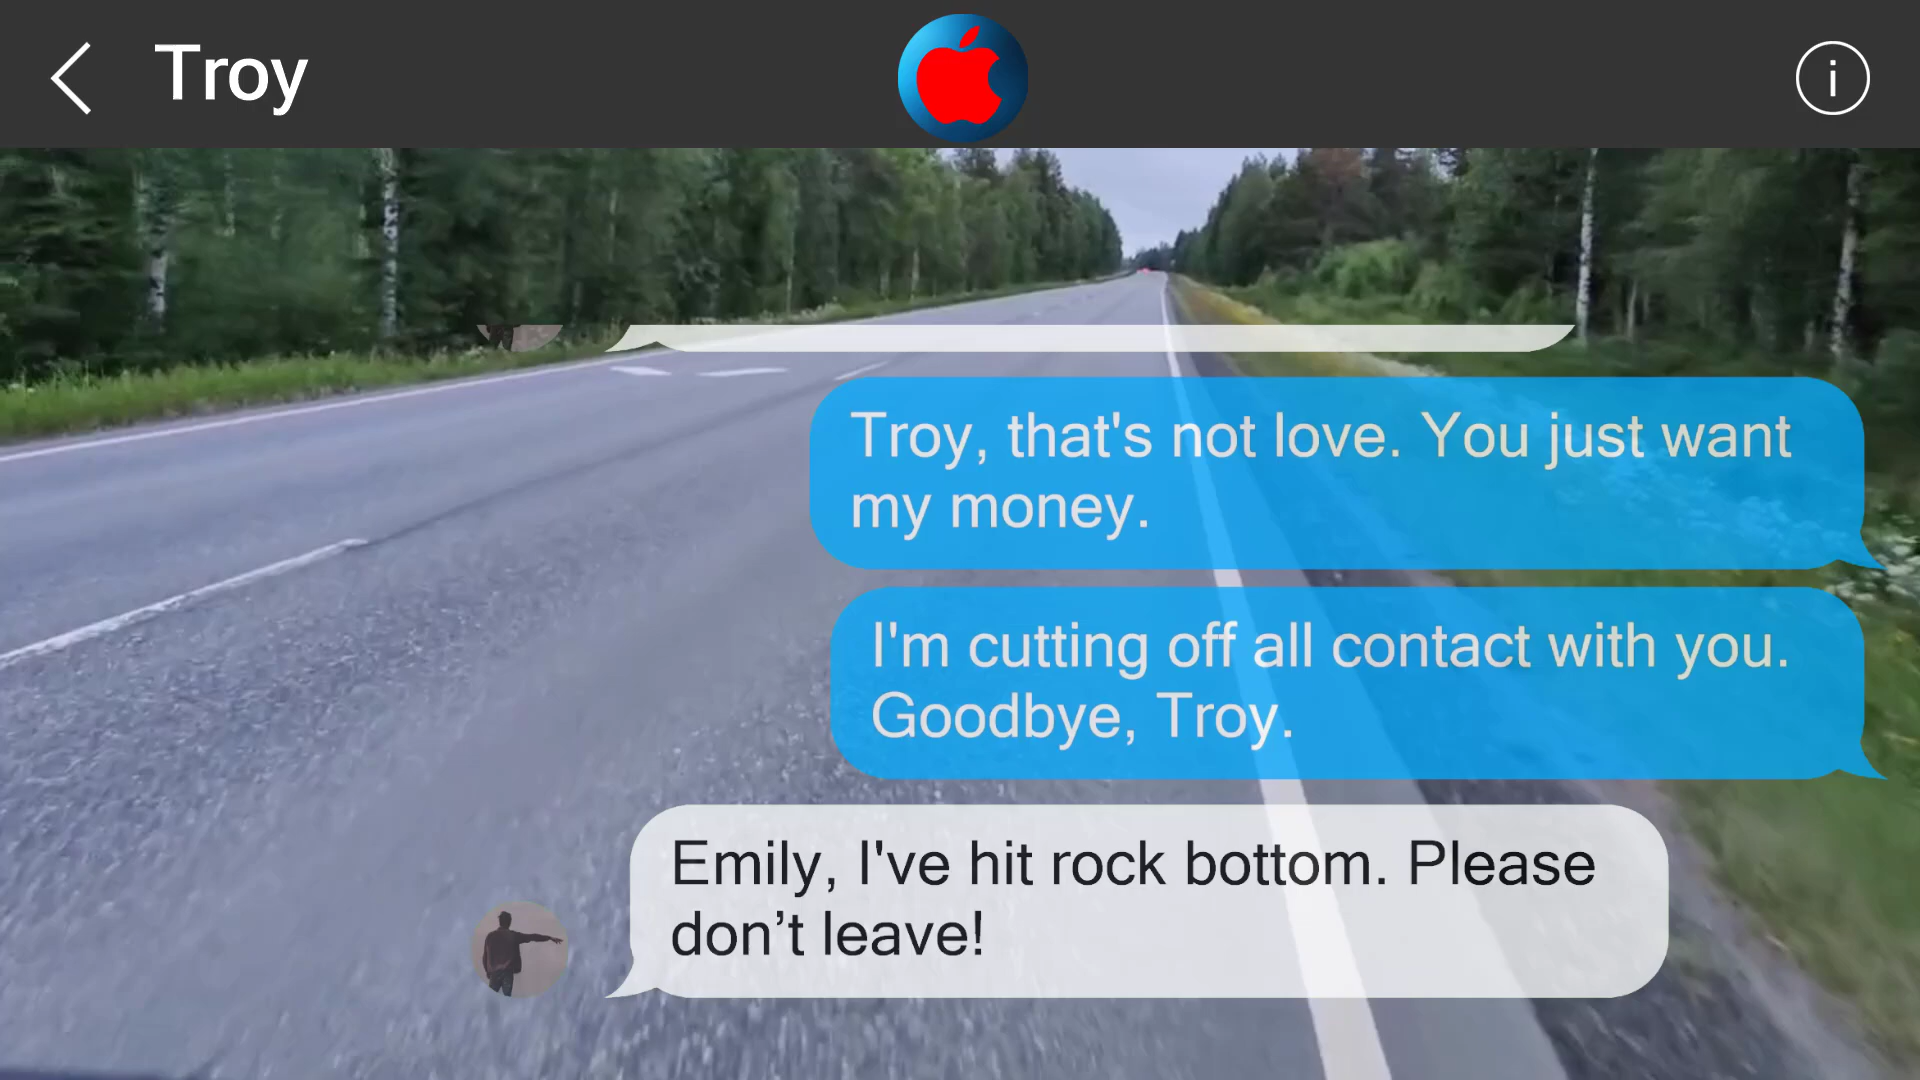 Troy
Troy, that's not love. You just want
my money.
I'm cutting off all contact with you.
Goodbye, Troy.
Emily, I've hit rock bottom. Please
don’t leave!